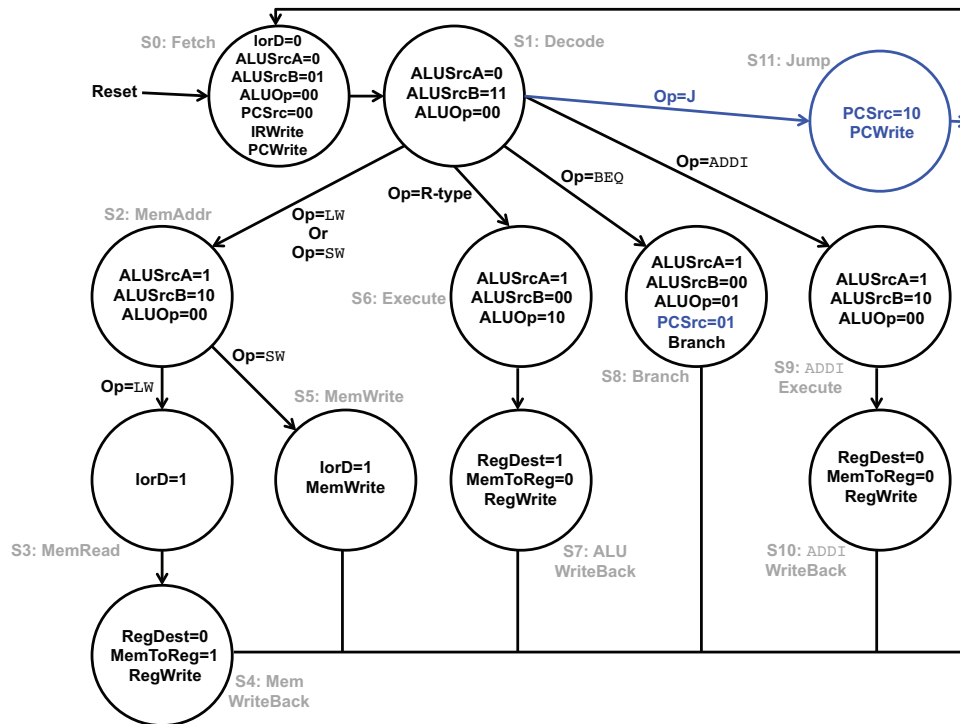 S0: Fetch
IorD=0
ALUSrcA=0
ALUSrcB=01
ALUOp=00
PCSrc=00
IRWrite
PCWrite
Reset
S1: Decode
ALUSrcA=0
ALUSrcB=11
ALUOp=00
S11: Jump
Op=J
PCSrc=10
PCWrite
Op=ADDI
Op=BEQ
Op=R-type
Op=LW
Or
Op=SW
S2: MemAddr
ALUSrcA=1
ALUSrcB=10
ALUOp=00
S6: Execute
ALUSrcA=1
ALUSrcB=00
ALUOp=10
ALUSrcA=1
ALUSrcB=00
ALUOp=01
PCSrc=01
Branch
S8: Branch
ALUSrcA=1
ALUSrcB=10
ALUOp=00
S9: ADDI
Execute
Op=LW
Op=SW
S5: MemWrite
IorD=1
IorD=1
MemWrite
RegDest=1
MemToReg=0
RegWrite
RegDest=0
MemToReg=0
RegWrite
S3: MemRead
S7: ALU
WriteBack
S10: ADDI
WriteBack
RegDest=0
MemToReg=1
RegWrite
S4: Mem
WriteBack